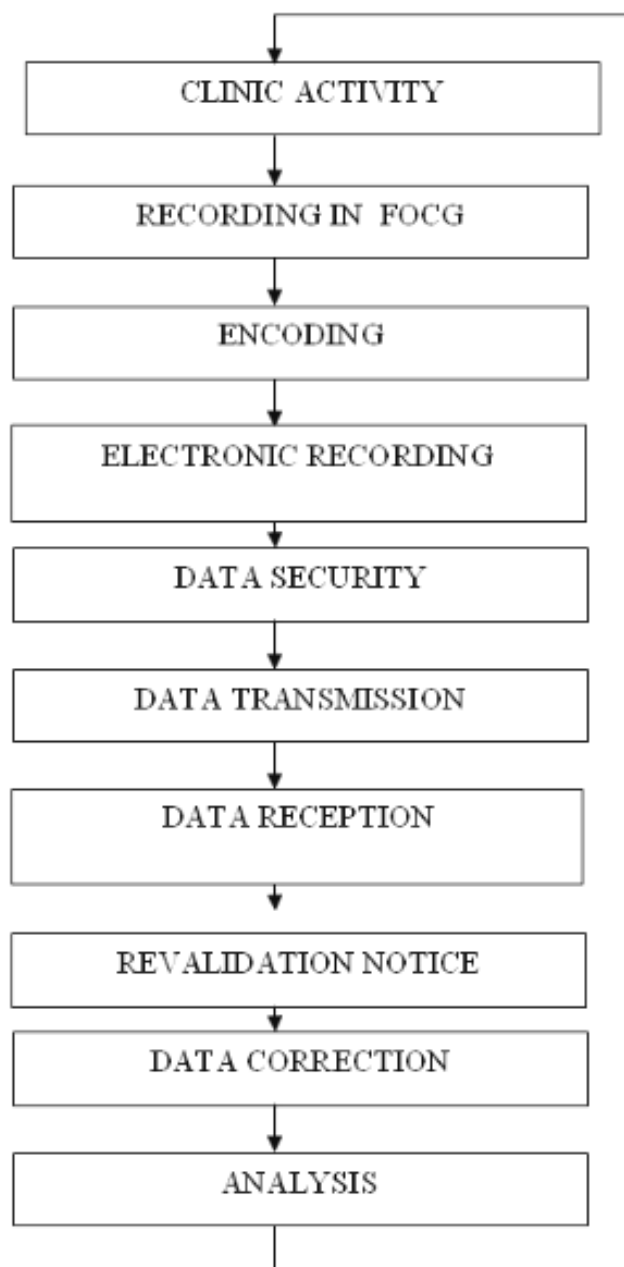 CLINIC ACTIVITY
RECORDING IN FOCG
ENCODING
ELECTRONIC RECORDING
DATA SECURITY
DATA TRANSMISSION
DATA RECEPTION
REVALIDATION NOTICE
DATA CORRECTION
ANALYSIS